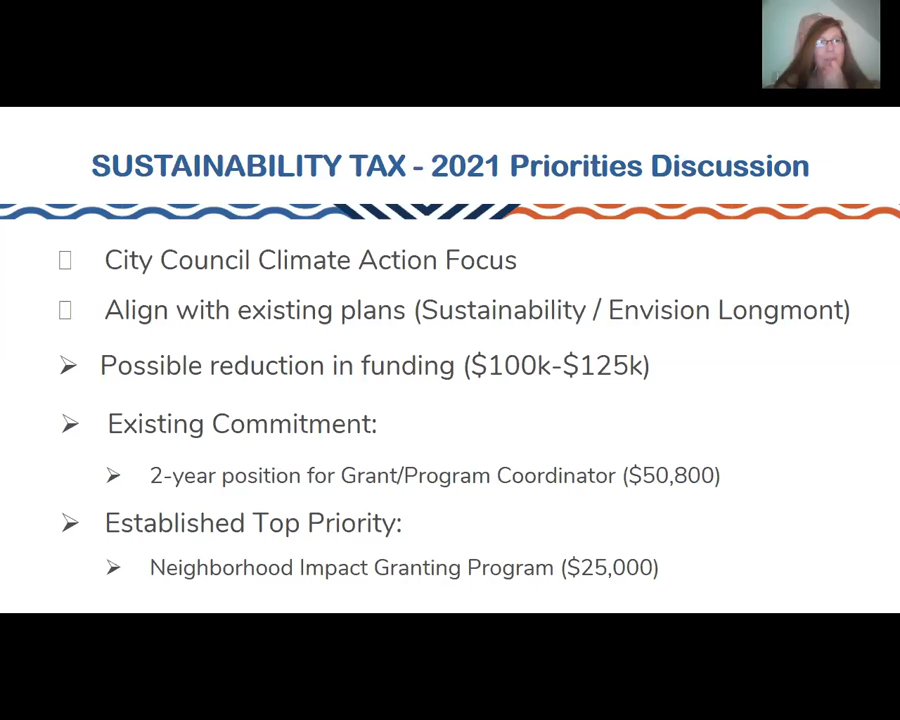 SUSTAINABILITY TAX - 2021 Priorities Discussion
City Council Climate Action Focus
Align with existing plans (Sustainability / Envision Longmont)
Possible reduction in funding ($100k-$125k)
Existing Commitment:
2-year position for Grant/Program Coordinator ($50,800)
Established Top Priority:
Neighborhood Impact Granting Program ($25,000)